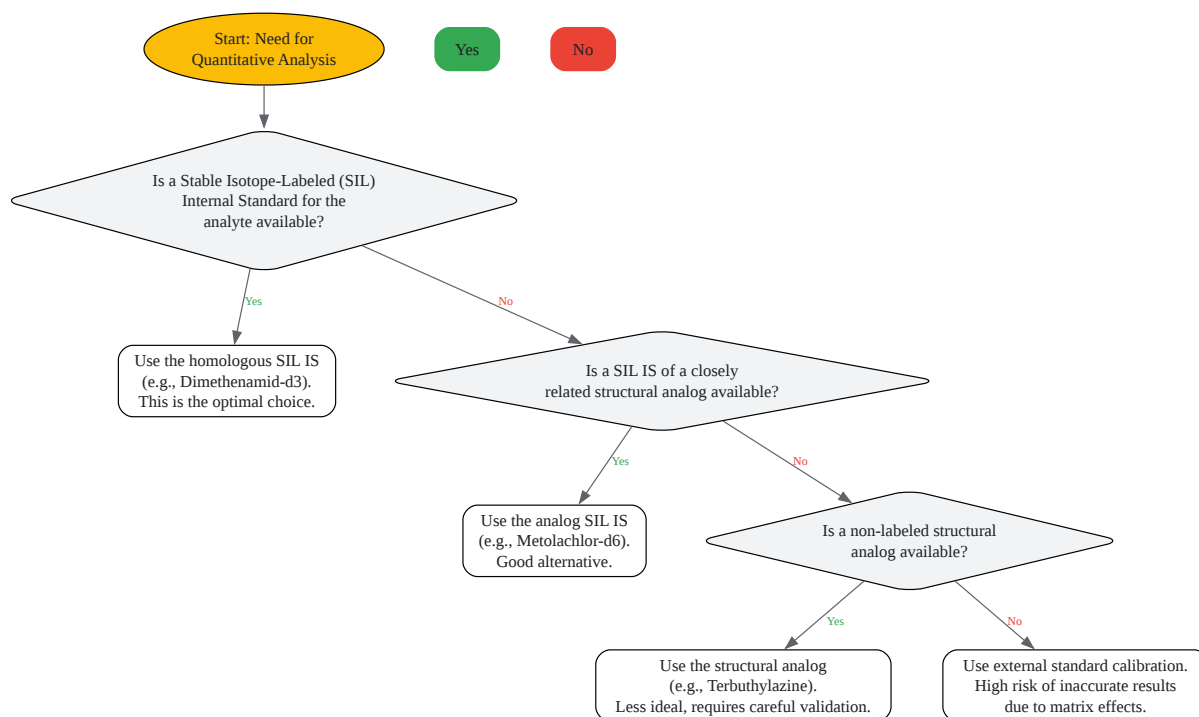 Start: Need for
Quantitative Analysis
Yes
No
Is a Stable Isotope-Labeled (SIL)
Internal Standard for the
analyte available?
Yes
No
Use the homologous SIL IS
(e.g., Dimethenamid-d3).
This is the optimal choice.
Is a SIL IS of a closely
related structural analog available?
Yes
No
Use the analog SIL IS
(e.g., Metolachlor-d6).
Good alternative.
Is a non-labeled structural
analog available?
Yes
No
Use the structural analog
(e.g., Terbuthylazine).
Less ideal, requires careful validation.
Use external standard calibration.
High risk of inaccurate results
due to matrix effects.